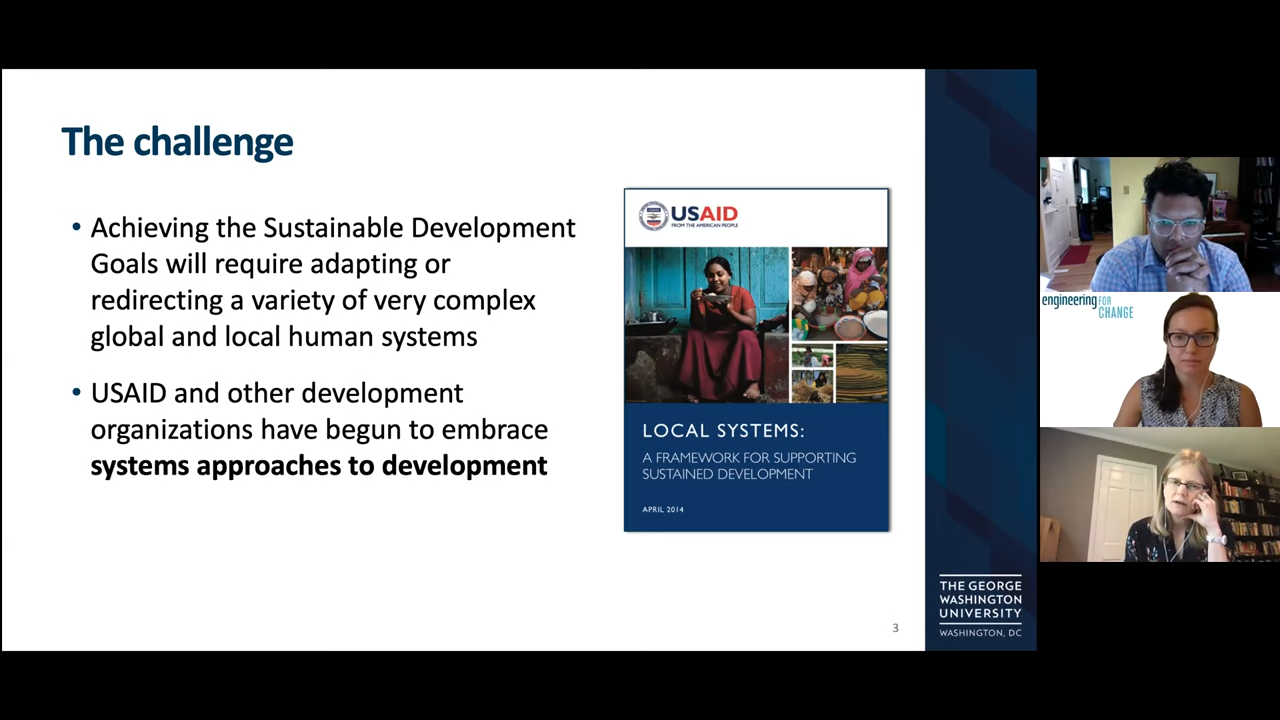 The challenge
• Achieving the Sustainable Development
Goals will require adapting or
redirecting a variety of very complex
global and local human systems
• USAID and other development
organizations have begun to embrace
systems approaches to development
USAID
FROM THE AMERICAN PEOPLE
LOCAL SYSTEMS:
A FRAMEWORK FOR SUPPORTING
SUSTAINED DEVELOPMENT
APRIL 2014
3
THE GEORGE
WASHINGTON
UNIVERSITY
WASHINGTON, DC
engineering FOR
CHANGE